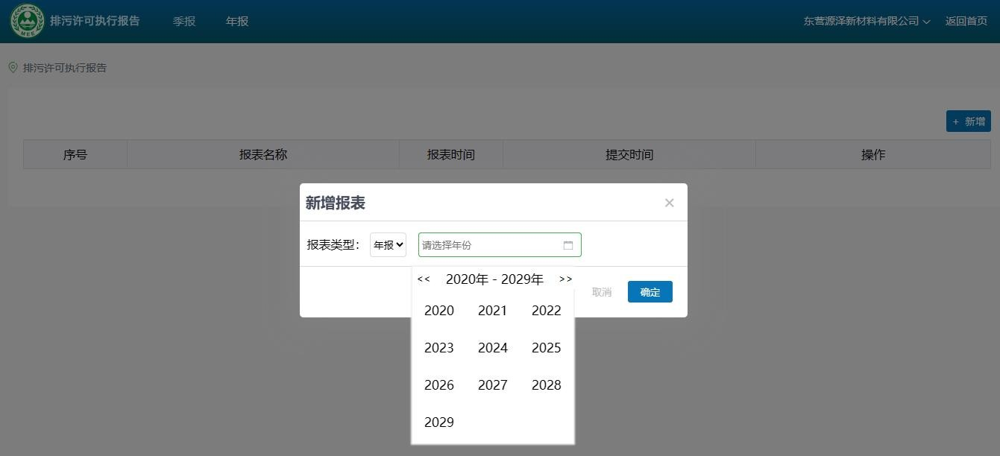 MEE 排污许可执行报告 季报 年报 东营源泽新材料有限公司 返回首页
排污许可执行报告
+ 新增
序号 报表名称 报表时间 提交时间 操作
新增报表 ×
报表类型： 年报 请选择年份
<< 2020年 - 2029年 >>
取消 确定
2020 2021 2022
2023 2024 2025
2026 2027 2028
2029